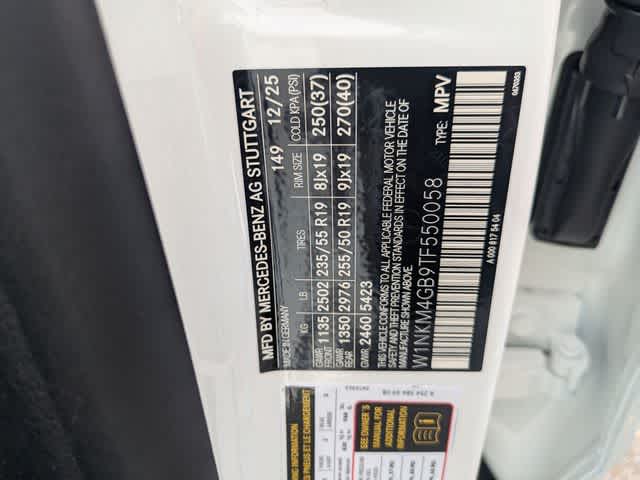 MFD BY MERCEDES-BENZ AG STUTTGART
MADE IN GERMANY 149 12/25
KG LB TIRES RIM SIZE COLD KPA (PSI)
GAWR FRONT 1135 2502 235/55 R19 8Jx19 250(37)
GAWR REAR 1350 2976 255/50 R19 9Jx19 270(40)
GVWR 2460 5423
THIS VEHICLE CONFORMS TO ALL APPLICABLE FEDERAL MOTOR VEHICLE
SAFETY AND THEFT PREVENTION STANDARDS IN EFFECT ON THE DATE OF
MANUFACTURE SHOWN ABOVE.
W1NKM4GB9TF550058 TYPE: MPV
A 000 817 54 04
SEE OWNER'S
MANUAL FOR
ADDITIONAL
INFORMATION